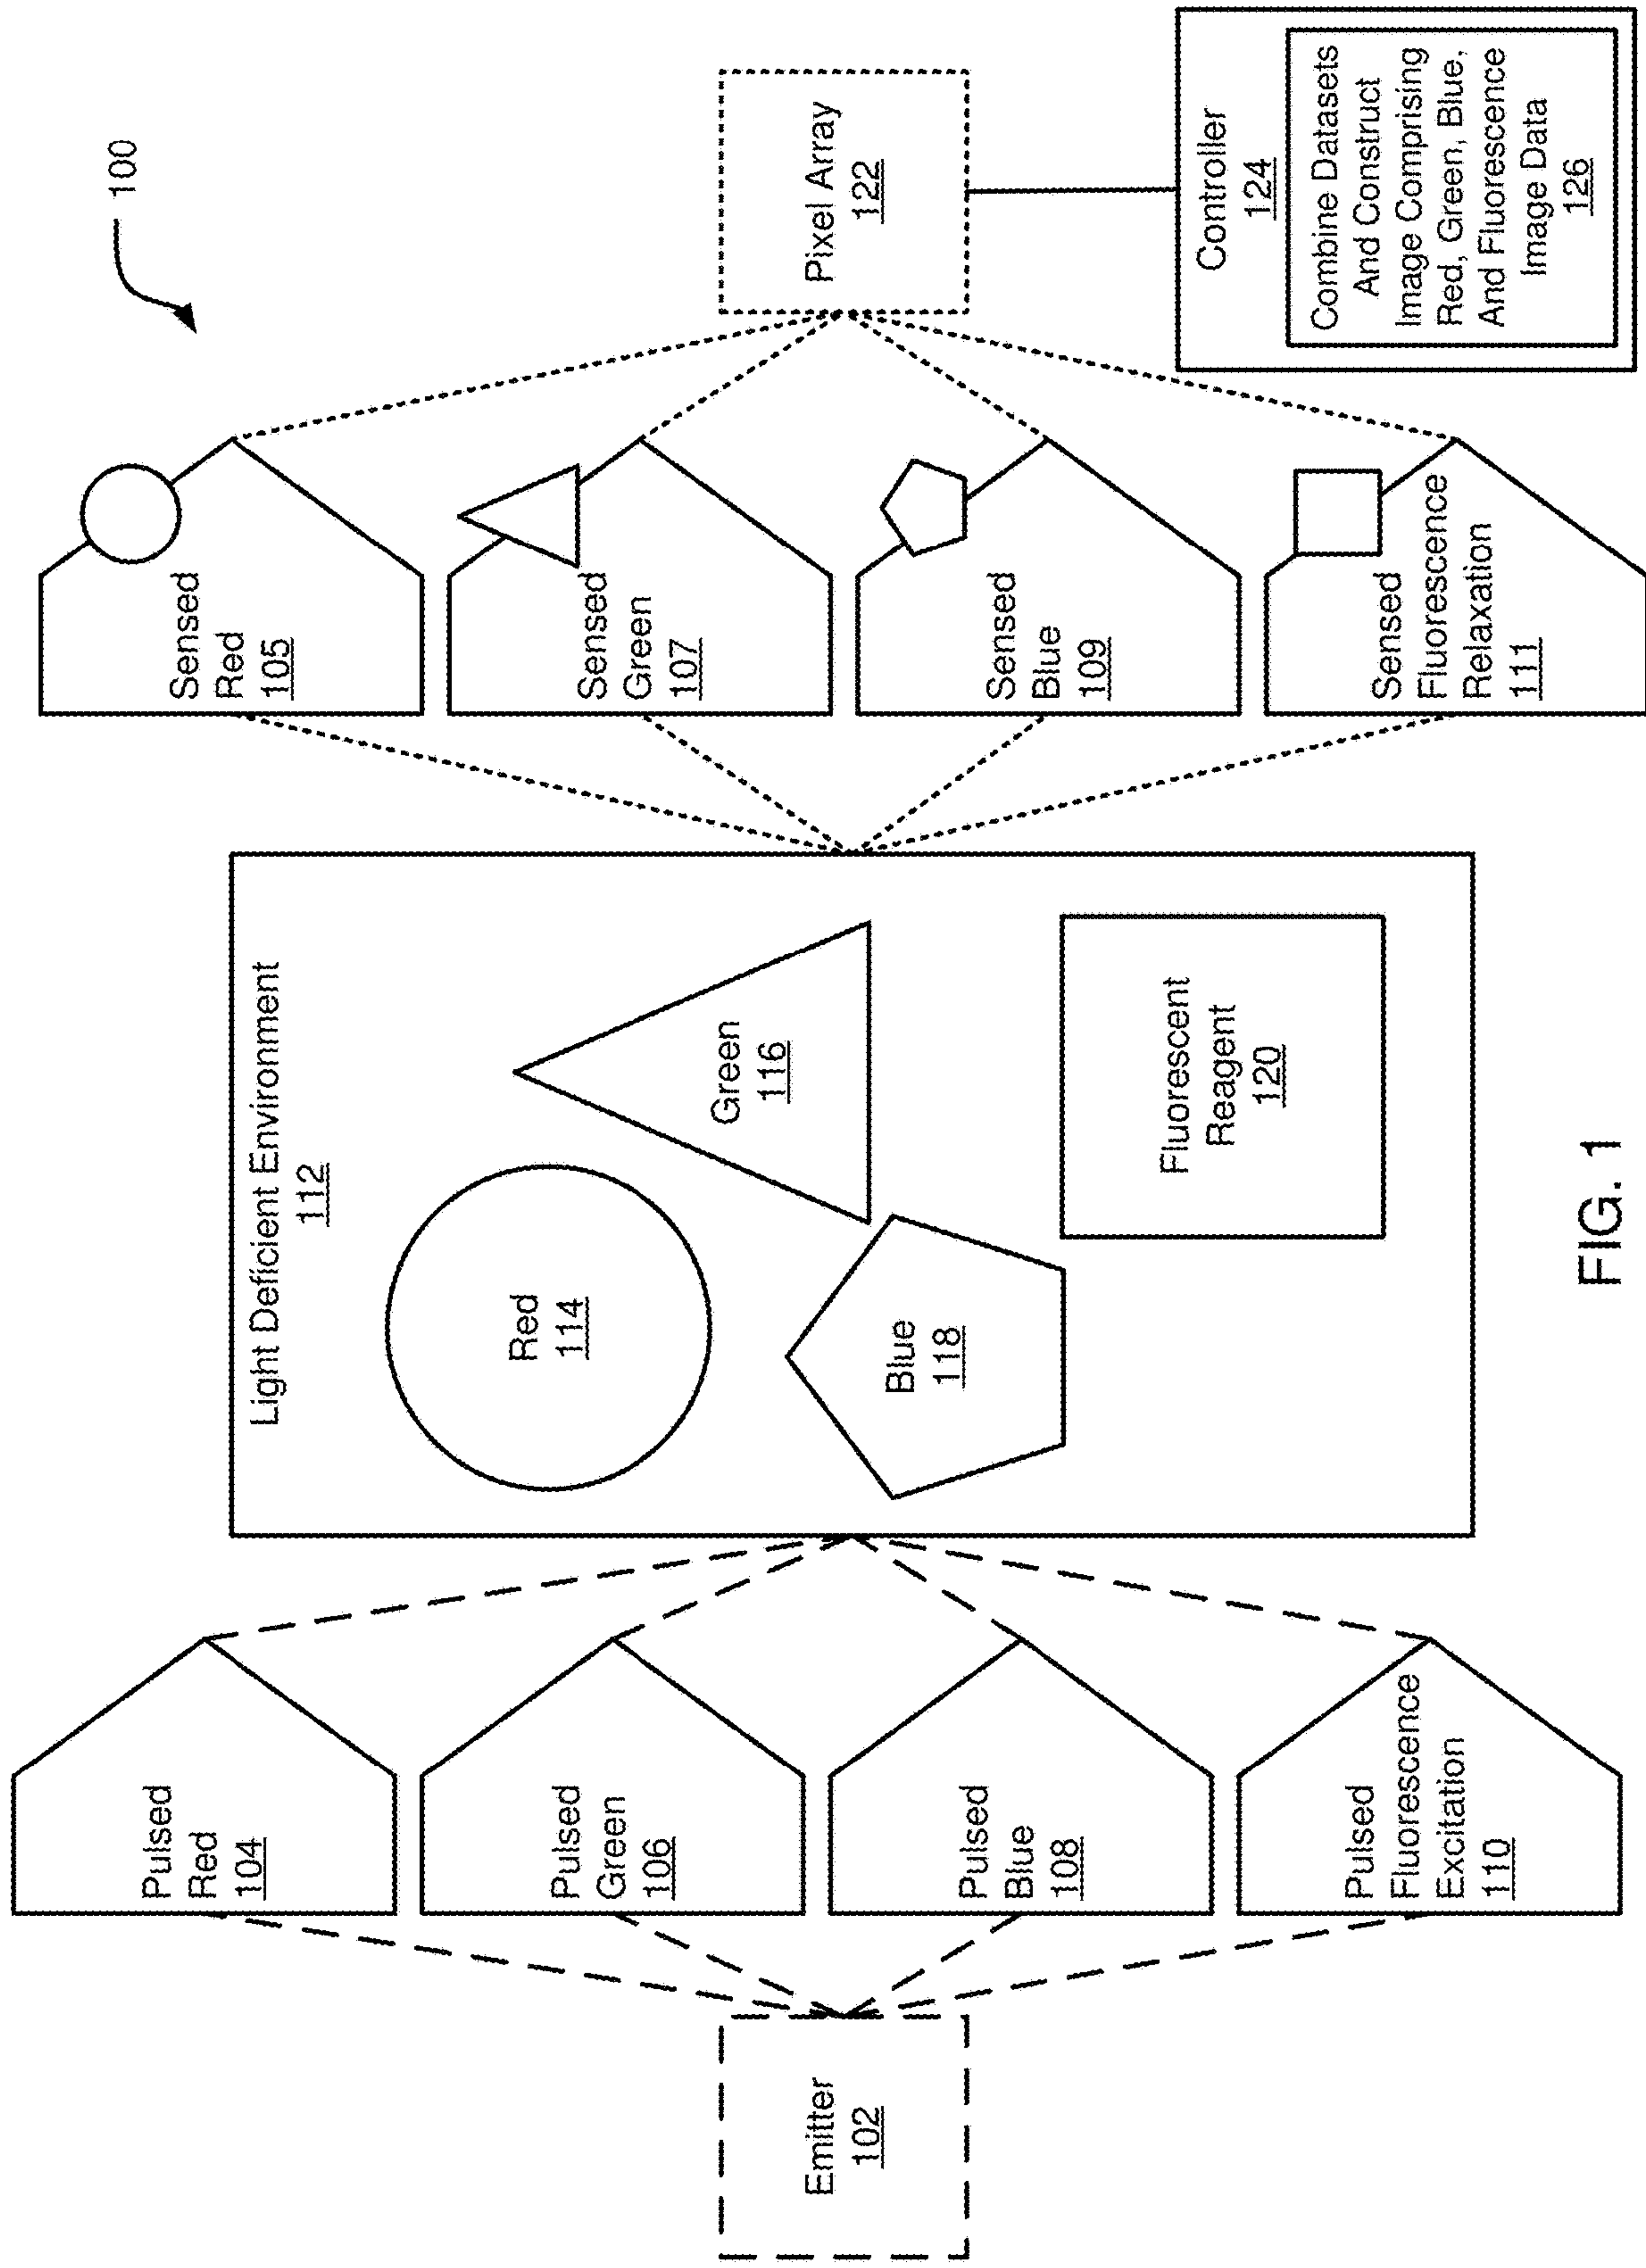 100
Emitter
102
Pulsed
Red
104
Pulsed
Green
106
Pulsed
Blue
108
Pulsed
Fluorescence
Excitation
110
Light Deficient Environment
112
Red
114
Green
116
Blue
118
Fluorescent
Reagent
120
Sensed
Red
105
Sensed
Green
107
Sensed
Blue
109
Sensed
Fluorescence
Relaxation
111
Pixel Array
122
Controller
124
Combine Datasets
And Construct
Image Comprising
Red, Green, Blue,
And Fluorescence
Image Data
126
FIG. 1